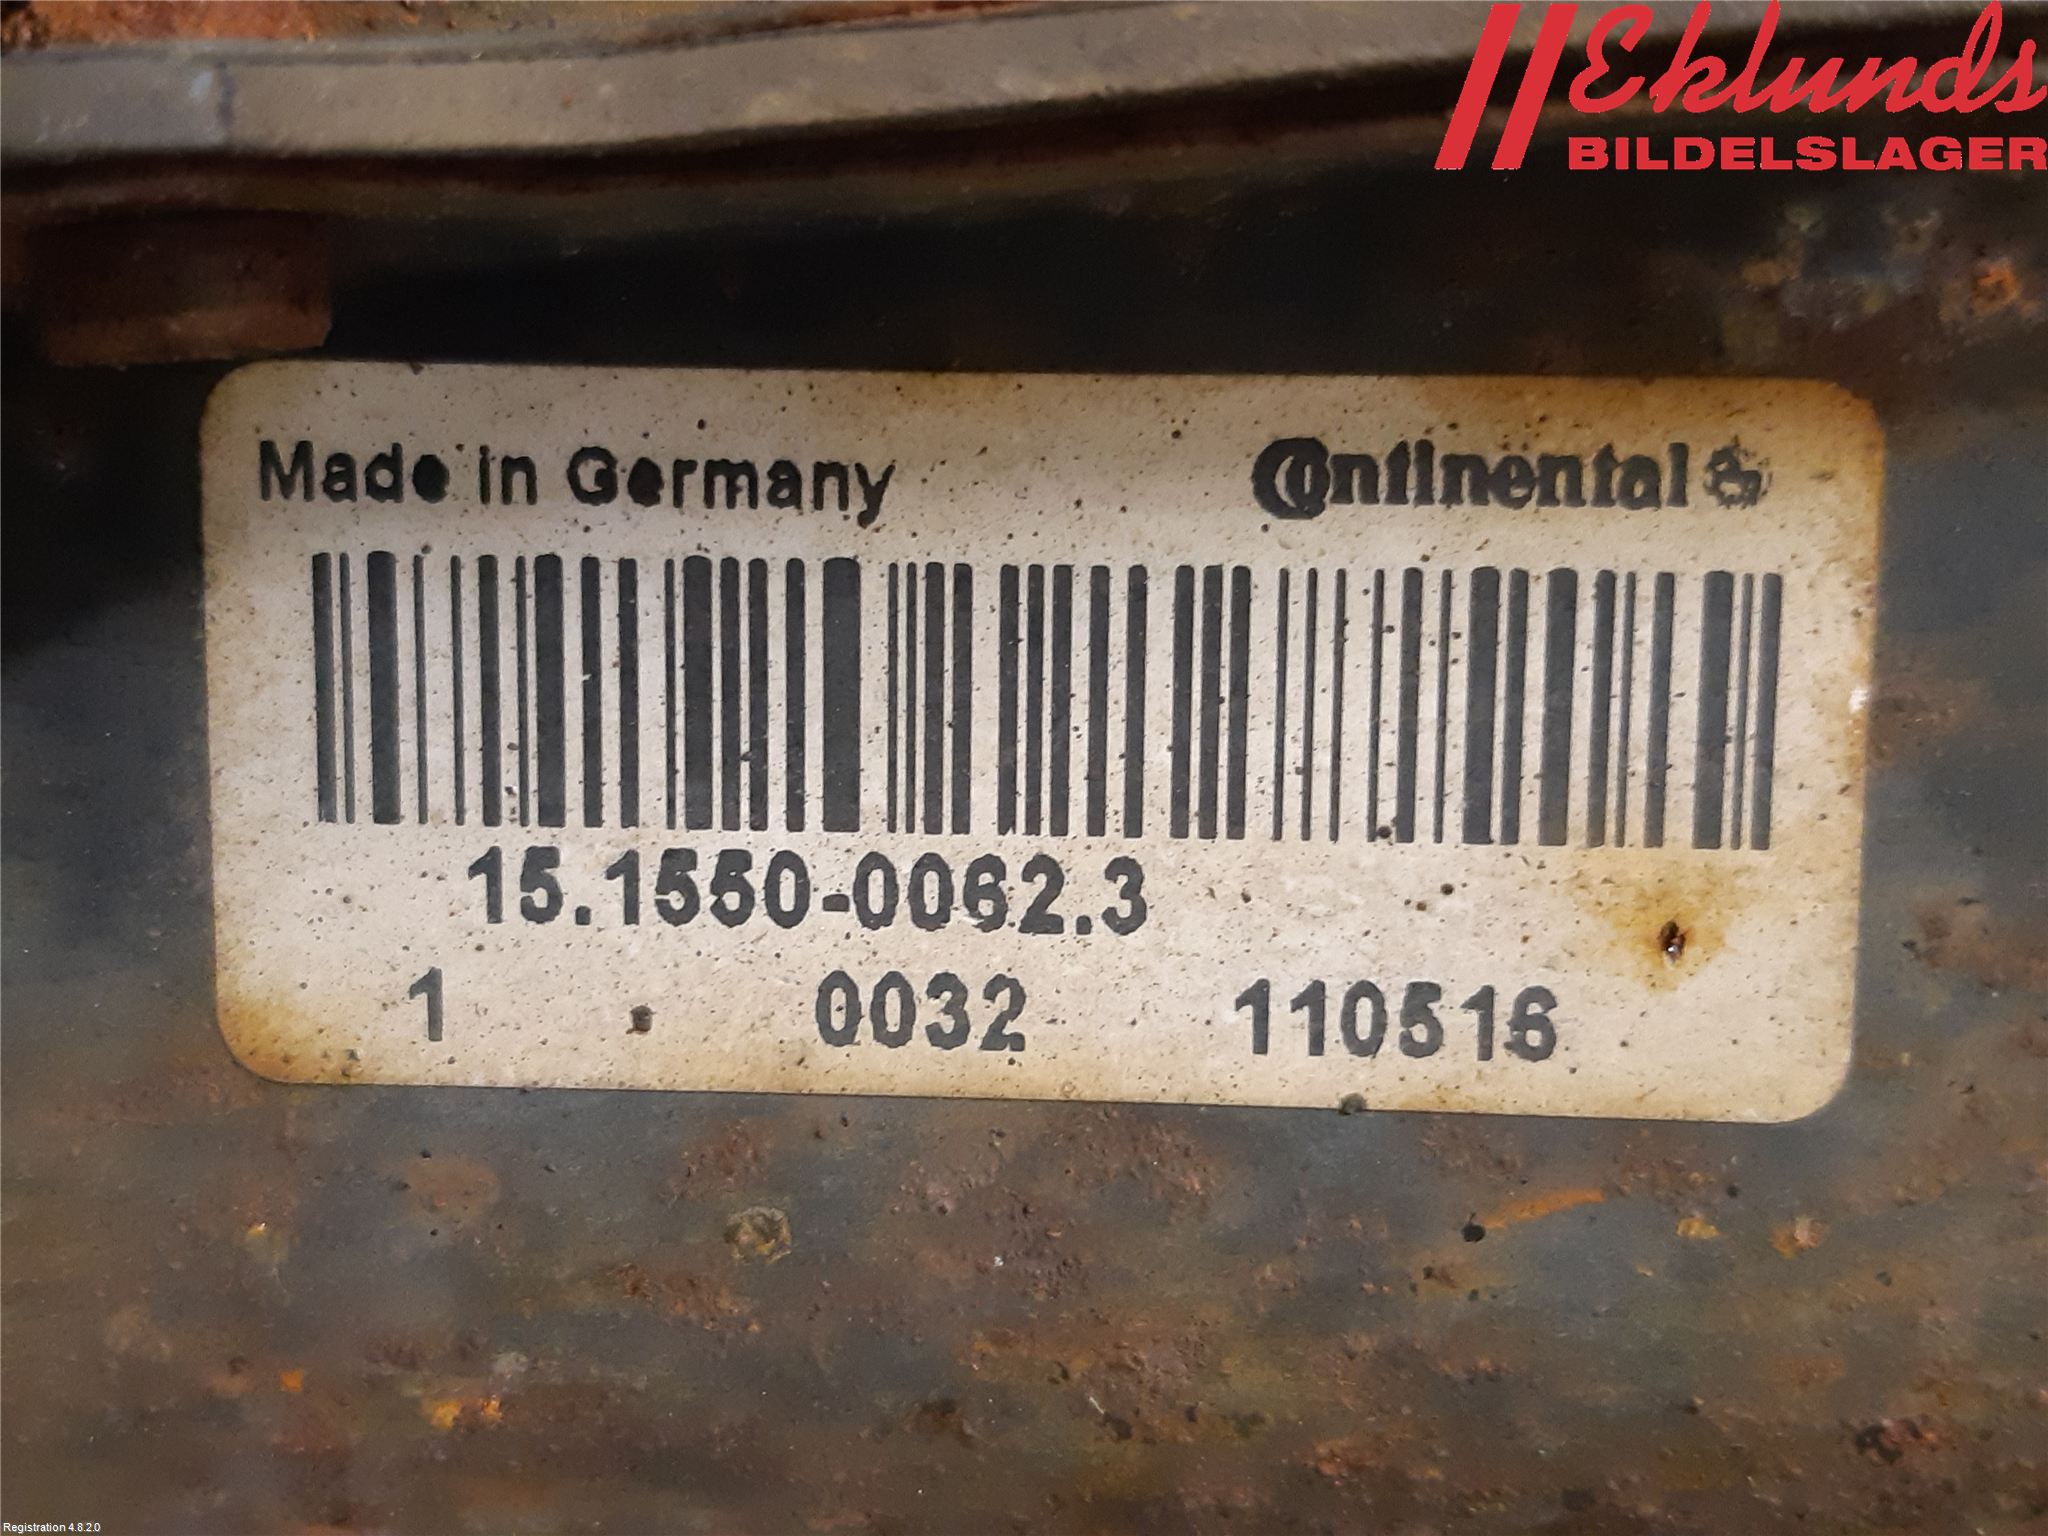 Eklunds
BILDELSLAGER
Made in Germany
Continental
15.1550-0062.3
1 0032 110516
Registration 4.8.2.0